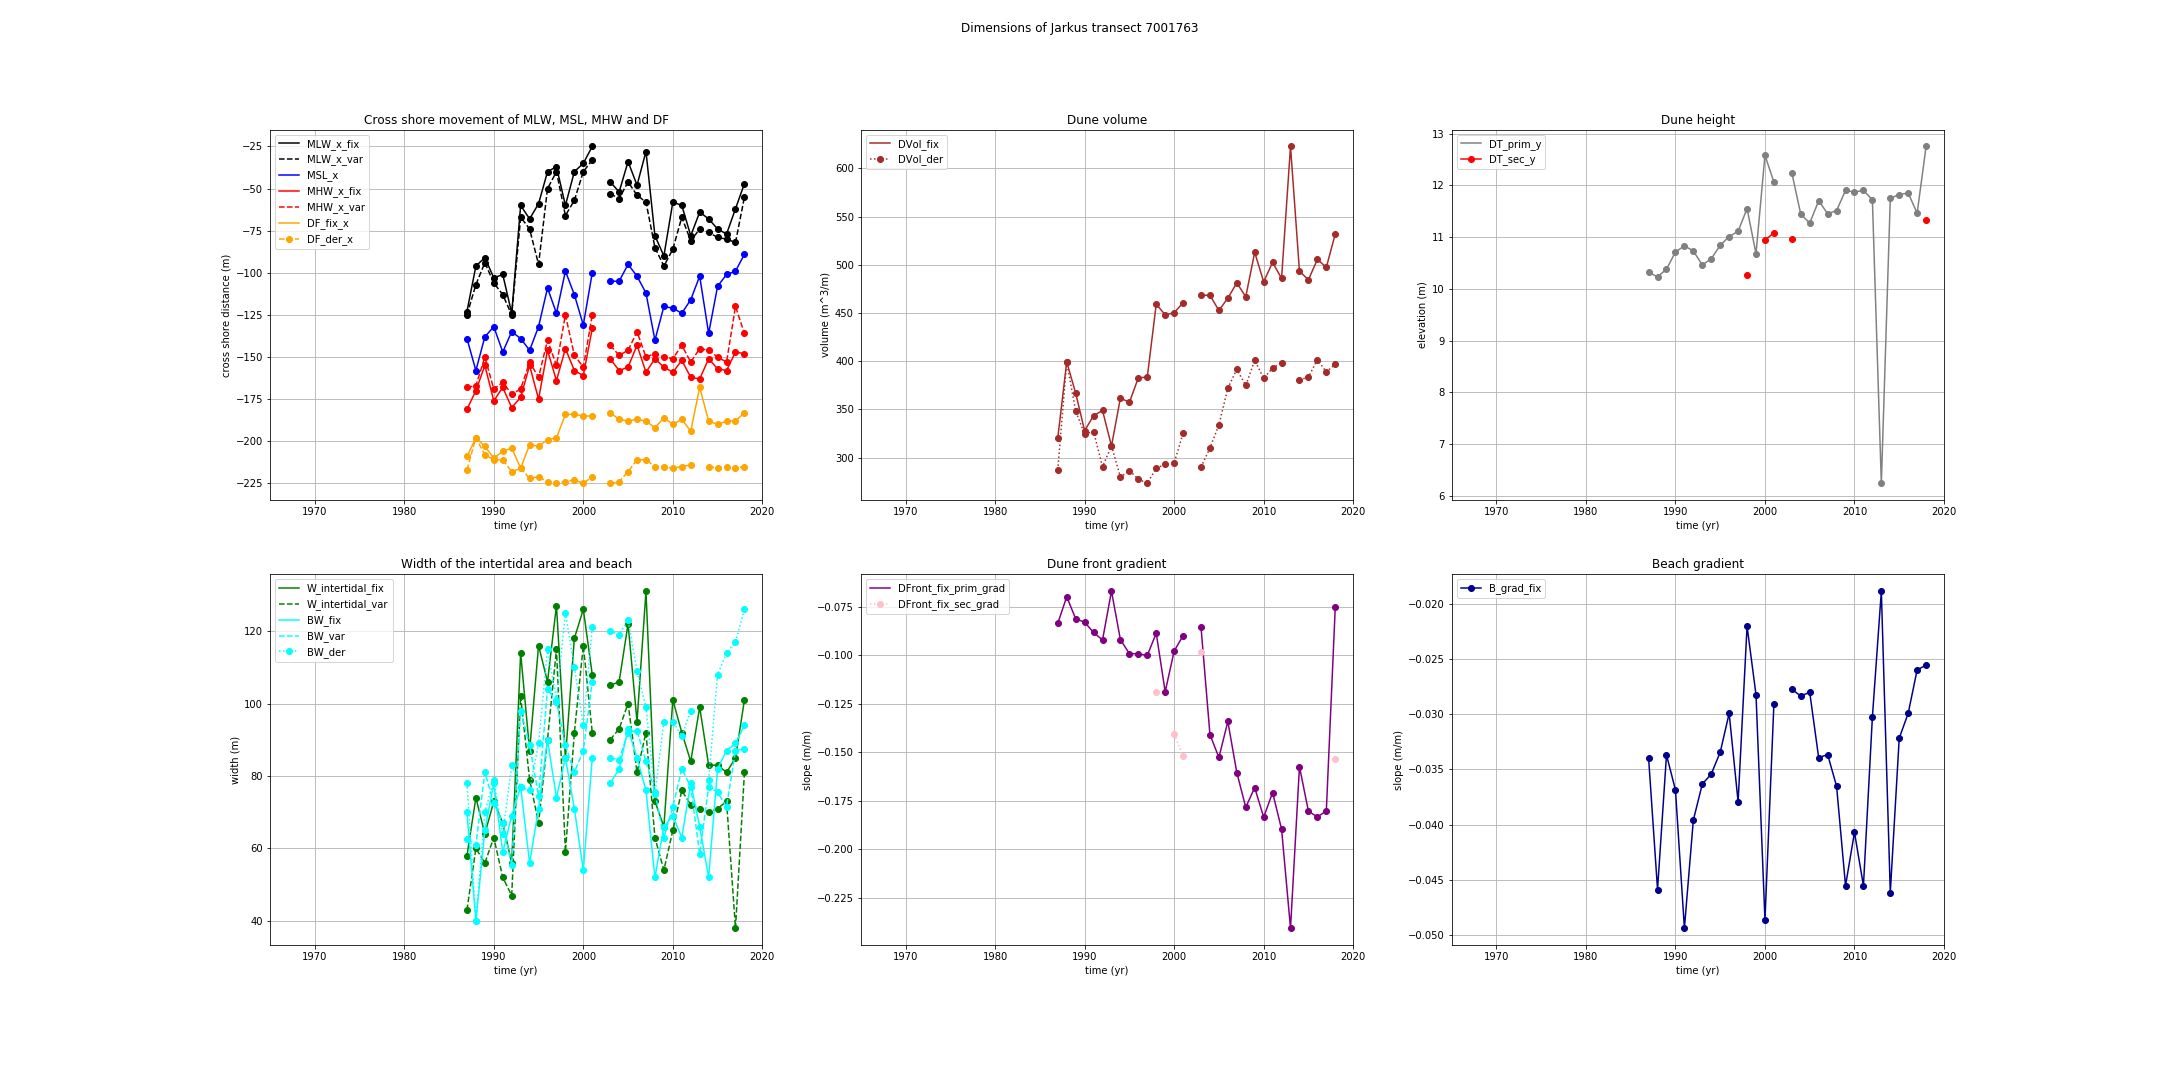 Dimensions of Jarkus transect 7001763
Cross shore movement of MLW, MSL, MHW and DF
cross shore distance (m)
−25
−50
−75
−100
−125
−150
−175
−200
−225
MLW_x_fix
MLW_x_var
MSL_x
MHW_x_fix
MHW_x_var
DF_fix_x
DF_der_x
1970 1980 1990 2000 2010 2020
time (yr)
Dune volume
volume (m^3/m)
600
550
500
450
400
350
300
DVol_fix
DVol_der
1970 1980 1990 2000 2010 2020
time (yr)
Dune height
elevation (m)
13
12
11
10
9
8
7
6
DT_prim_y
DT_sec_y
1970 1980 1990 2000 2010 2020
time (yr)
Width of the intertidal area and beach
width (m)
120
100
80
60
40
W_intertidal_fix
W_intertidal_var
BW_fix
BW_var
BW_der
1970 1980 1990 2000 2010 2020
time (yr)
Dune front gradient
slope (m/m)
−0.075
−0.100
−0.125
−0.150
−0.175
−0.200
−0.225
DFront_fix_prim_grad
DFront_fix_sec_grad
1970 1980 1990 2000 2010 2020
time (yr)
Beach gradient
slope (m/m)
−0.020
−0.025
−0.030
−0.035
−0.040
−0.045
−0.050
B_grad_fix
1970 1980 1990 2000 2010 2020
time (yr)